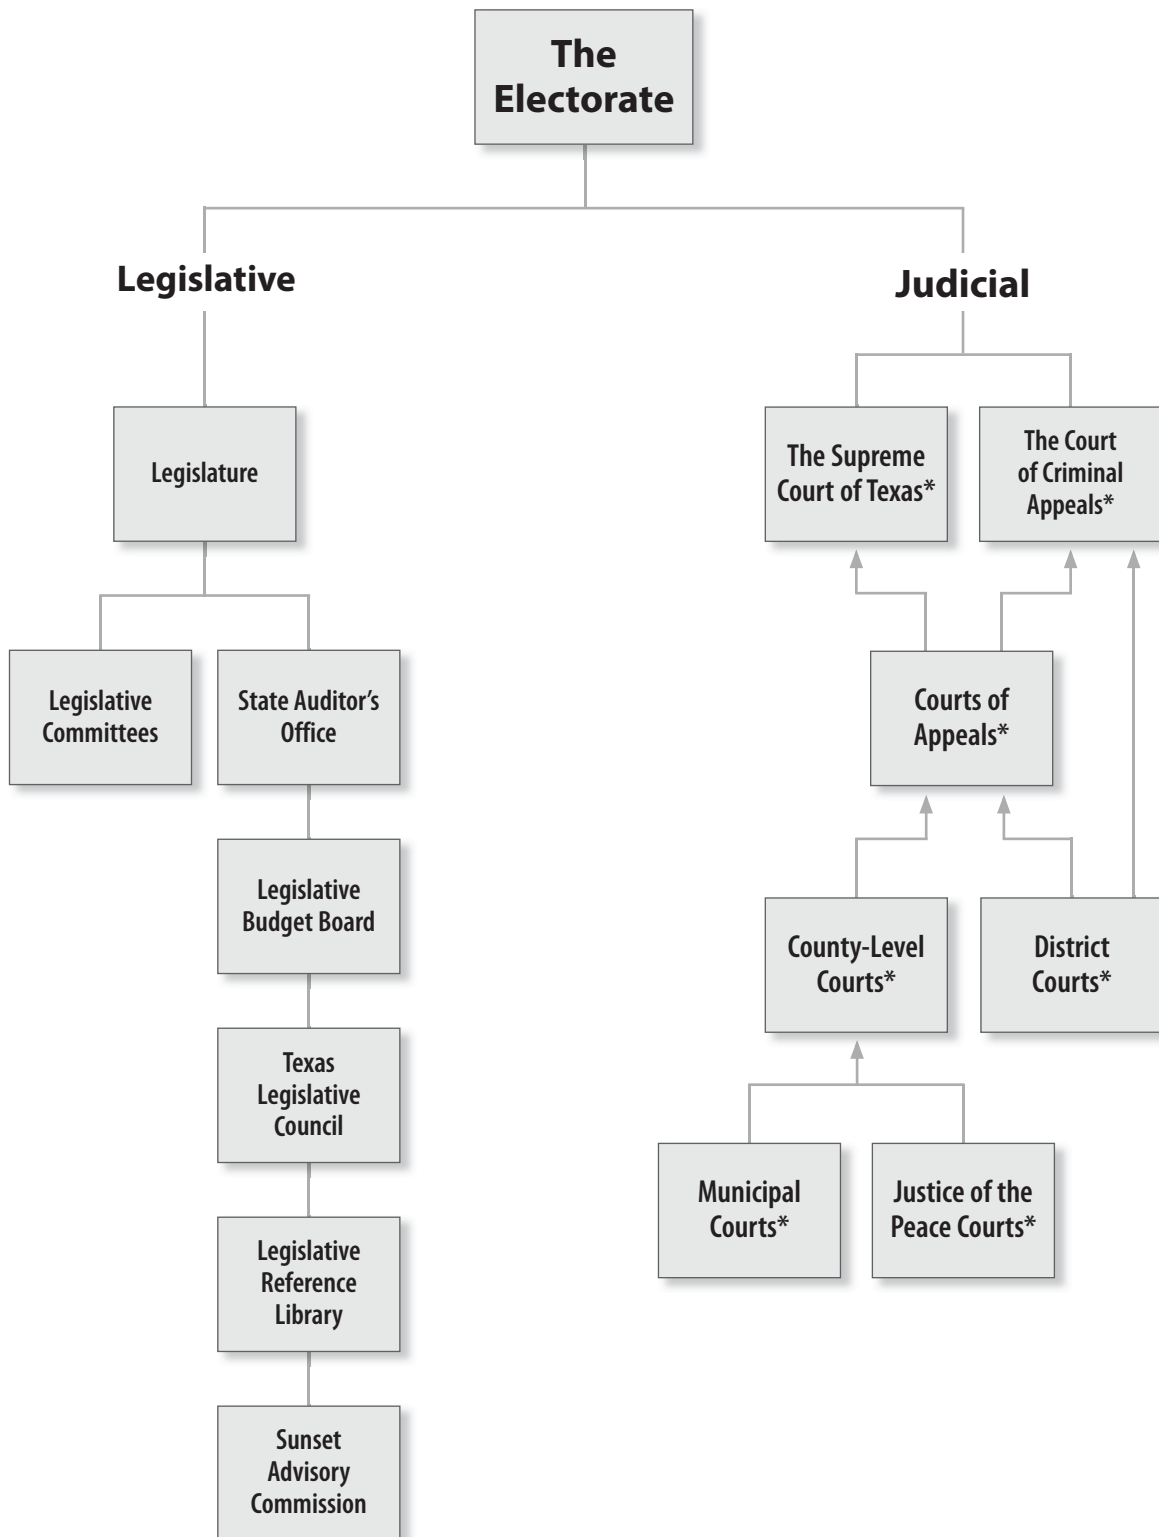 The
Electorate
Legislative
Judicial
Legislature
The Supreme
Court of Texas*
The Court
of Criminal
Appeals*
Legislative
Committees
State Auditor’s
Office
Courts of
Appeals*
Legislative
Budget Board
County-Level
Courts*
District
Courts*
Texas
Legislative
Council
Municipal
Courts*
Justice of the
Peace Courts*
Legislative
Reference
Library
Sunset
Advisory
Commission